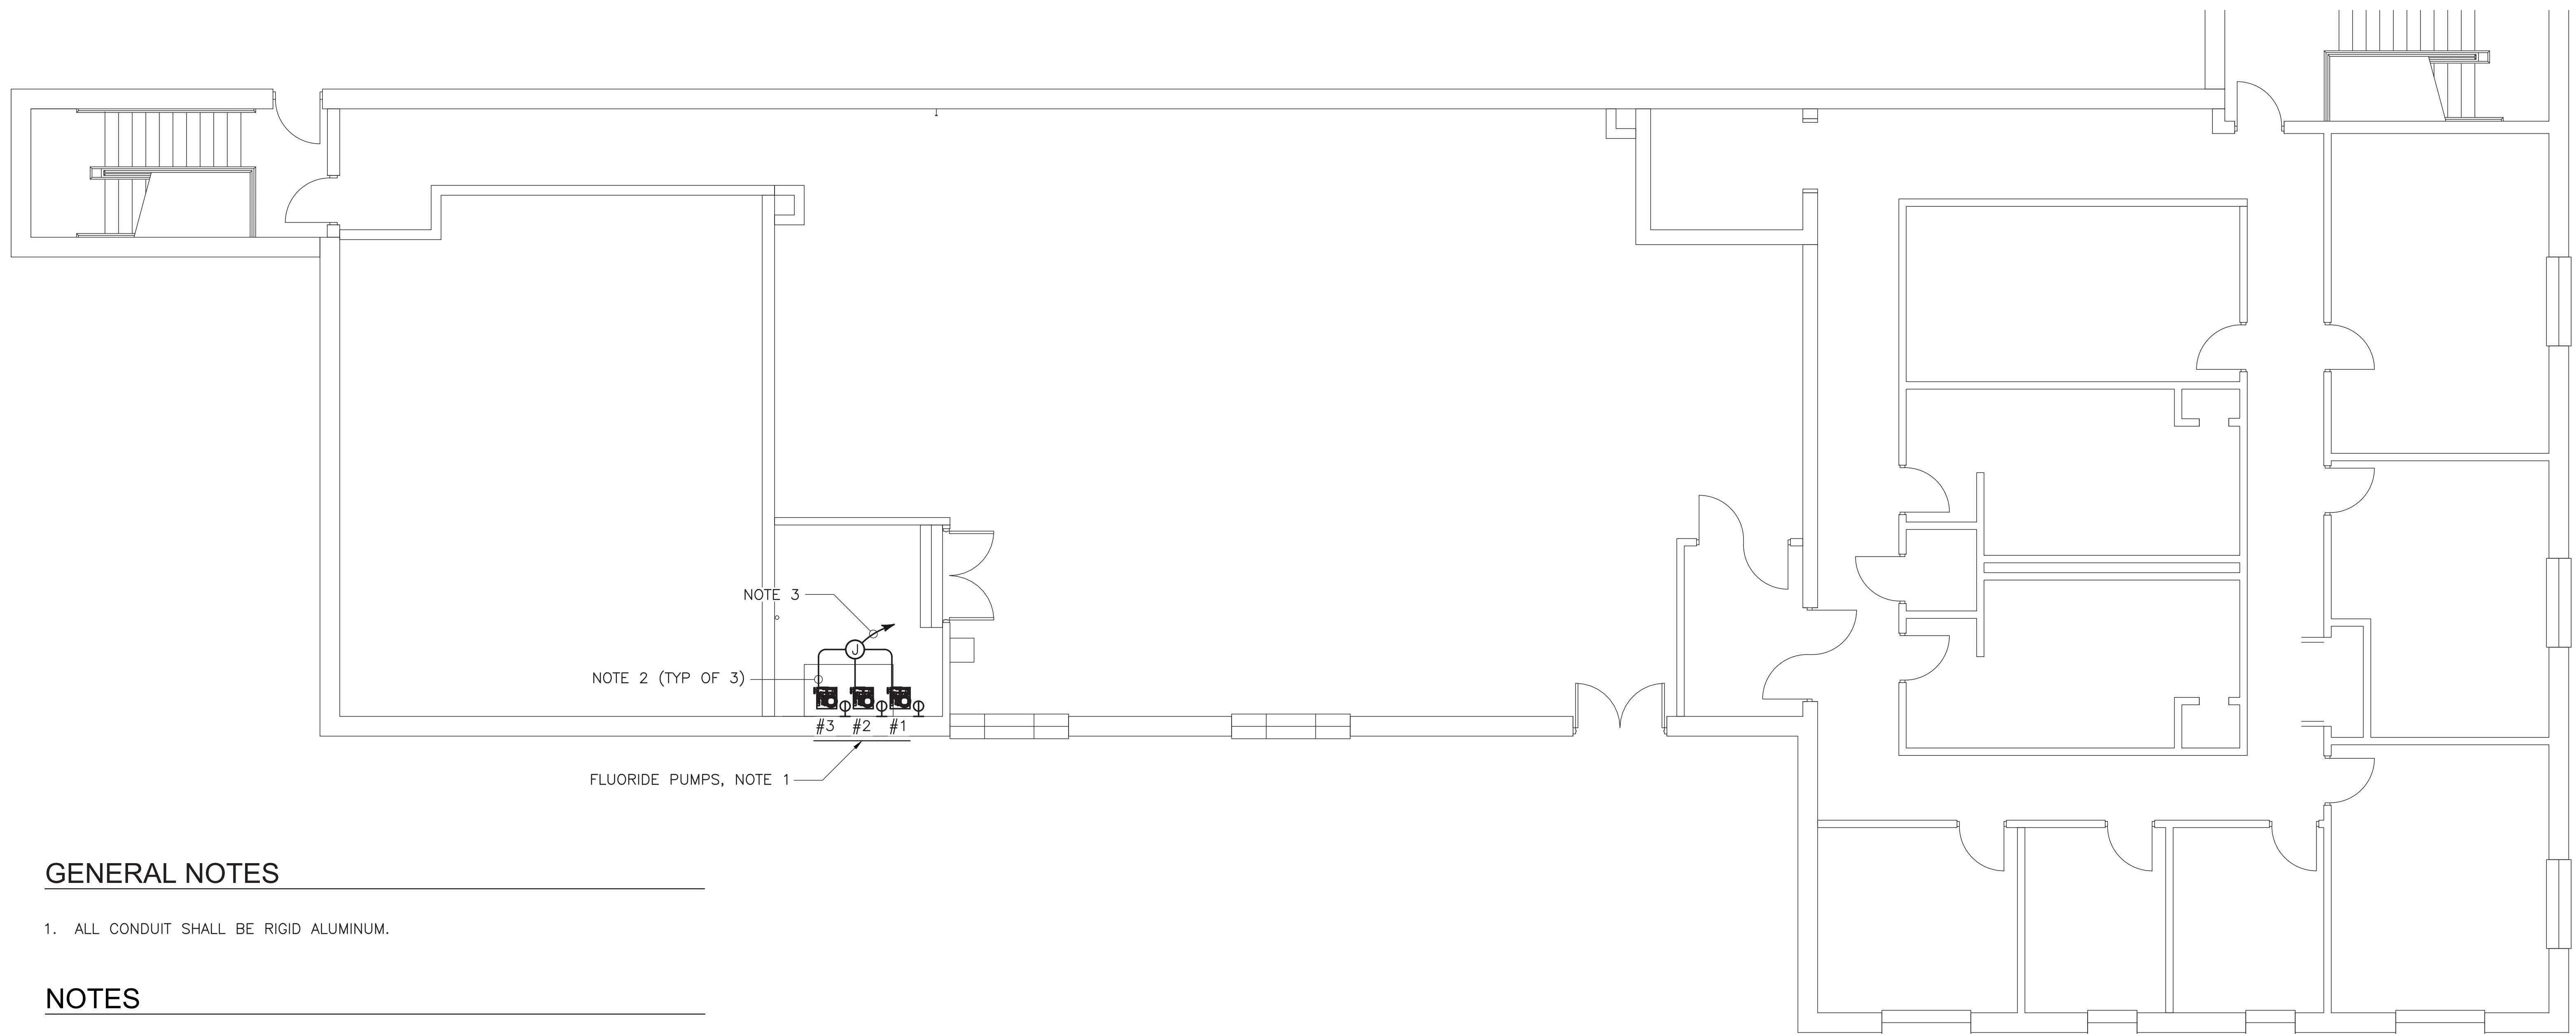 NOTE 3
J
NOTE 2 (TYP OF 3)
#3 #2 #1
FLUORIDE PUMPS, NOTE 1
GENERAL NOTES
1. ALL CONDUIT SHALL BE RIGID ALUMINUM.
NOTES